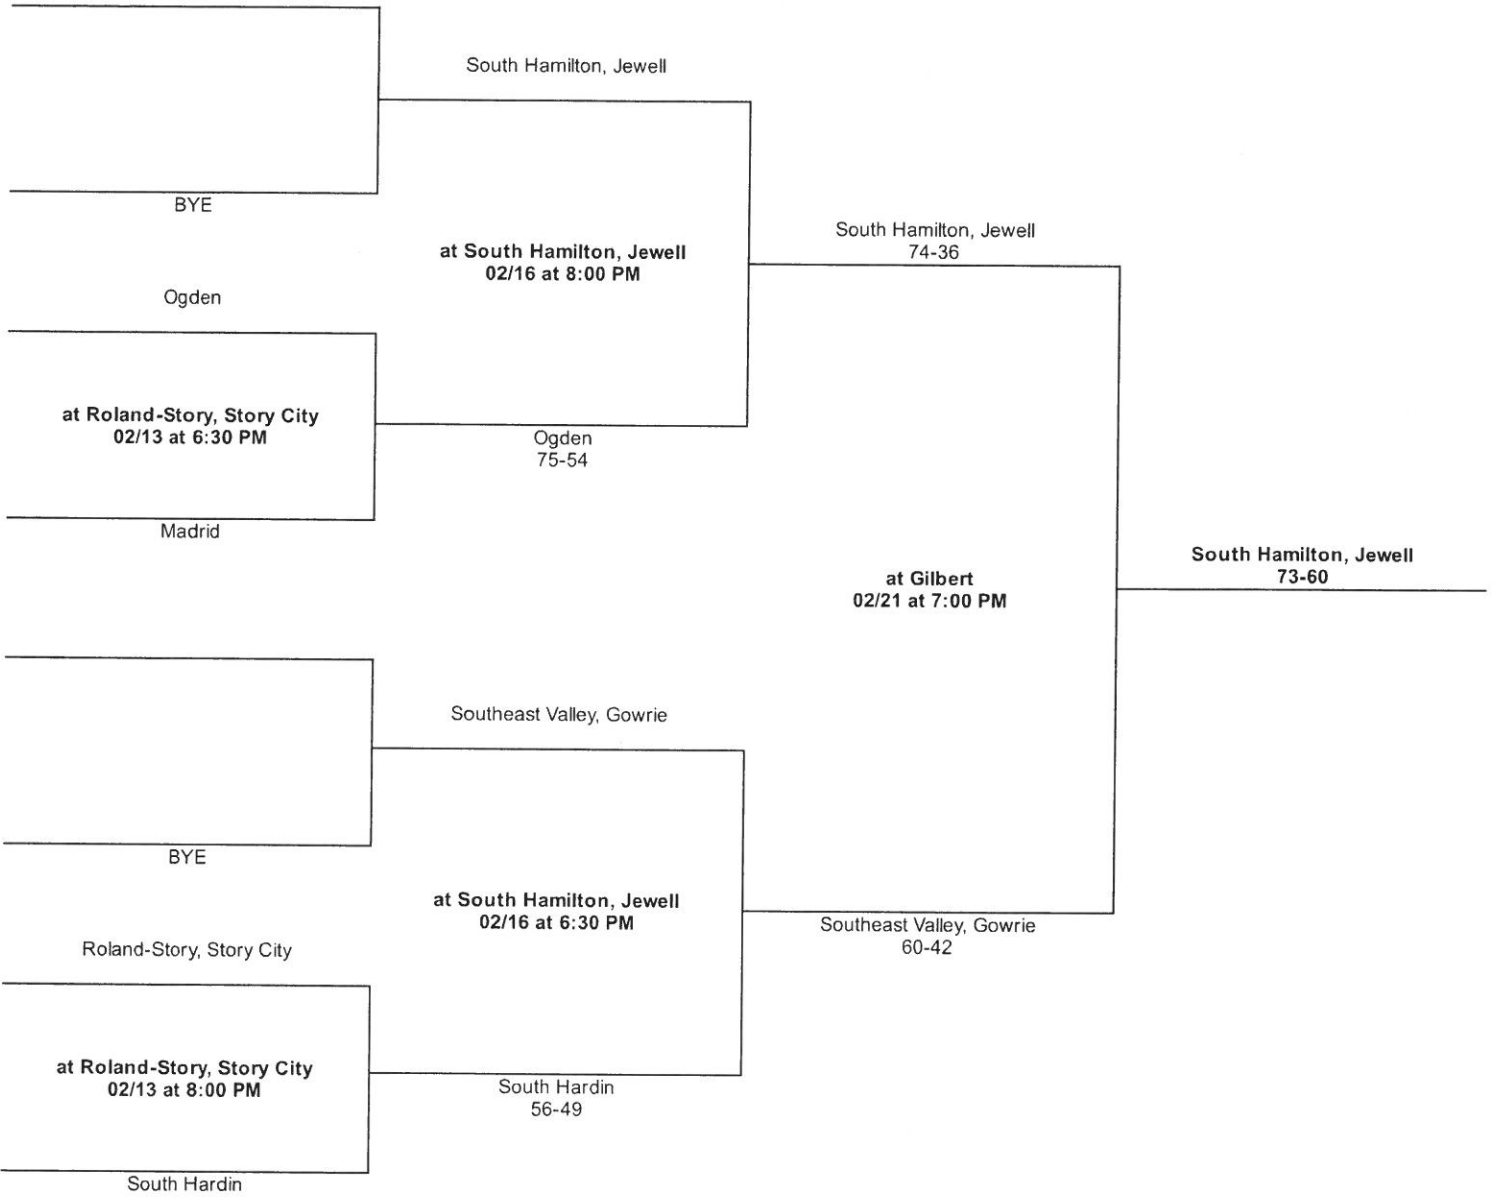 South Hamilton, Jewell
BYE
at South Hamilton, Jewell
02/16 at 8:00 PM
South Hamilton, Jewell
74-36
Ogden
at Roland-Story, Story City
02/13 at 6:30 PM
Ogden
75-54
Madrid
at Gilbert
02/21 at 7:00 PM
South Hamilton, Jewell
73-60
Southeast Valley, Gowrie
BYE
at South Hamilton, Jewell
02/16 at 6:30 PM
Southeast Valley, Gowrie
60-42
Roland-Story, Story City
at Roland-Story, Story City
02/13 at 8:00 PM
South Hardin
56-49
South Hardin